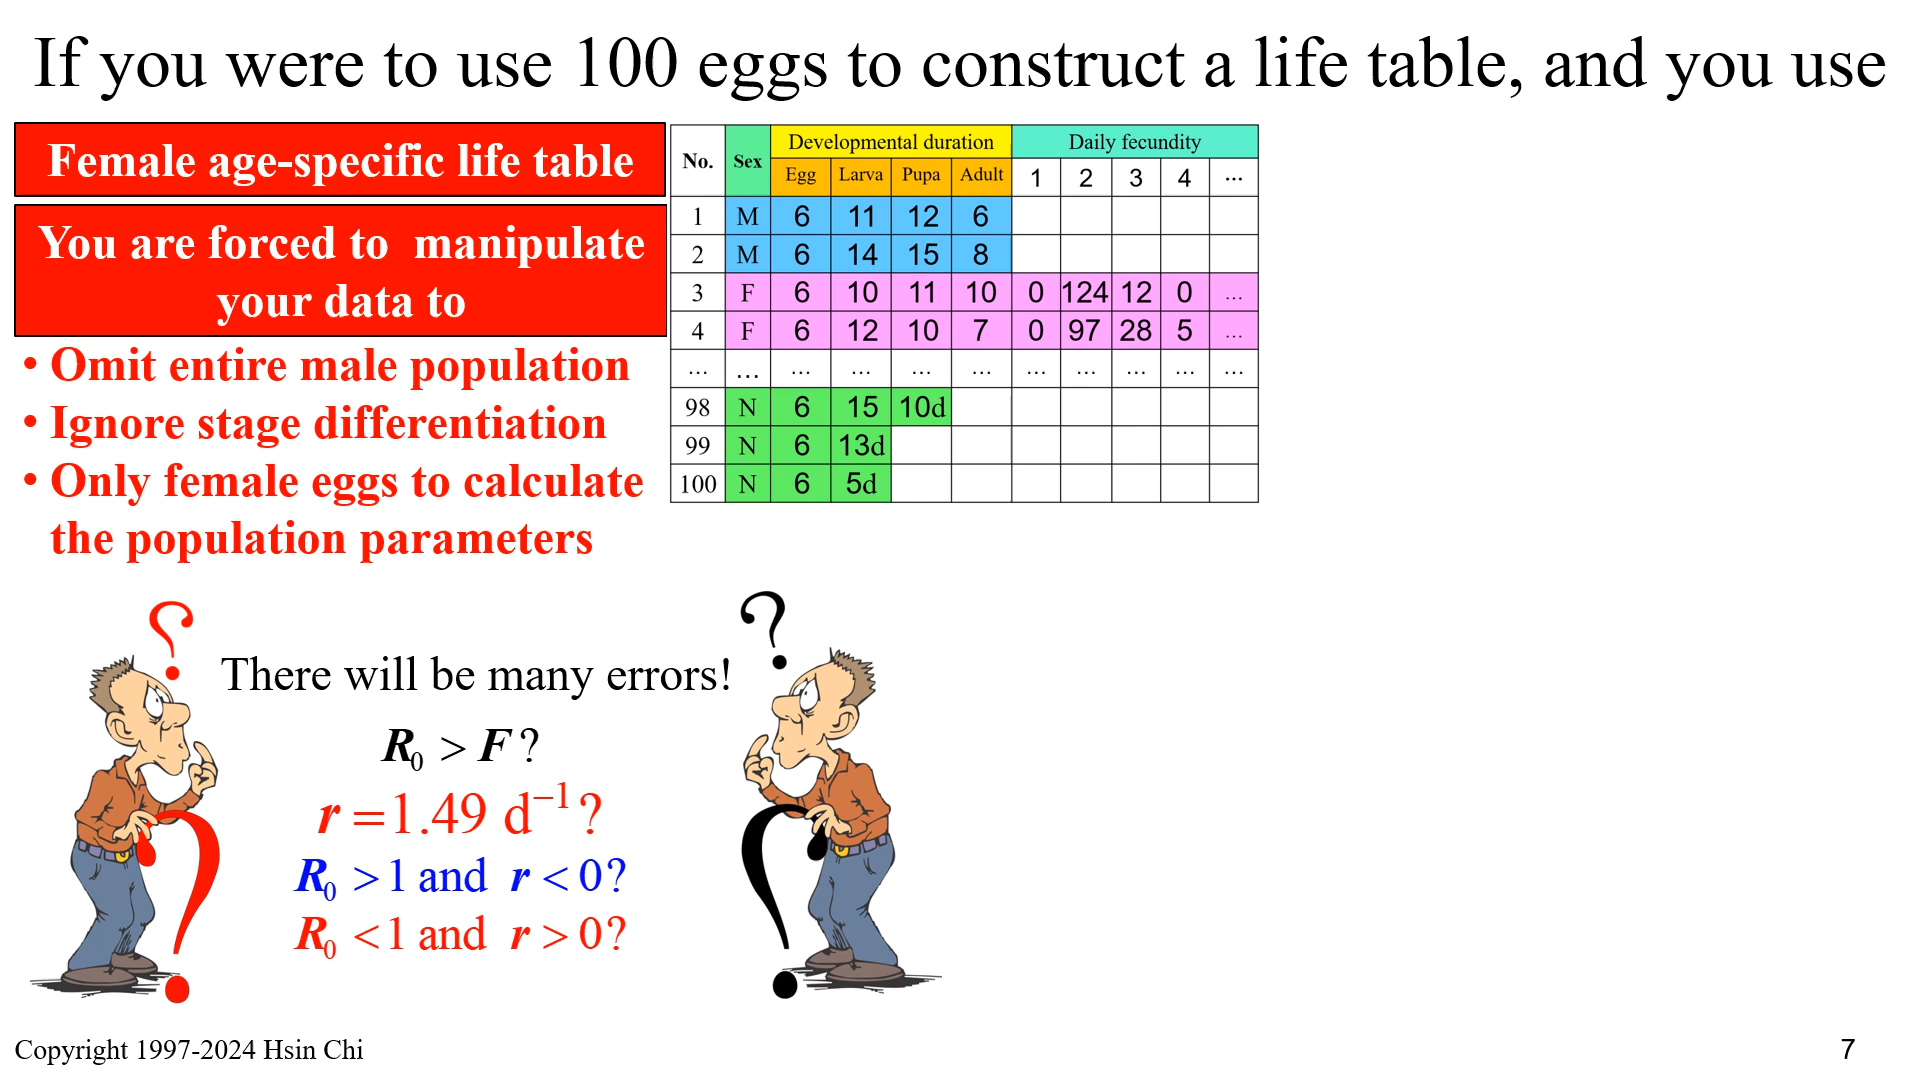 If you were to use 100 eggs to construct a life table, and you use
Female age-specific life table
You are forced to manipulate
your data to
• Omit entire male population
• Ignore stage differentiation
• Only female eggs to calculate
the population parameters
No. Sex Developmental duration Daily fecundity
Egg Larva Pupa Adult 1 2 3 4 ...
1 M 6 11 12 6
2 M 6 14 15 8
3 F 6 10 11 10 0 124 12 0 ...
4 F 6 12 10 7 0 97 28 5 ...
... ... ... ... ... ... ... ... ... ... ...
98 N 6 15 10d
99 N 6 13d
100 N 6 5d
?
?
There will be many errors!
R₀ > F?
r = 1.49 d⁻¹?
R₀ > 1 and r < 0?
R₀ < 1 and r > 0?
?
?
Copyright 1997-2024 Hsin Chi
7